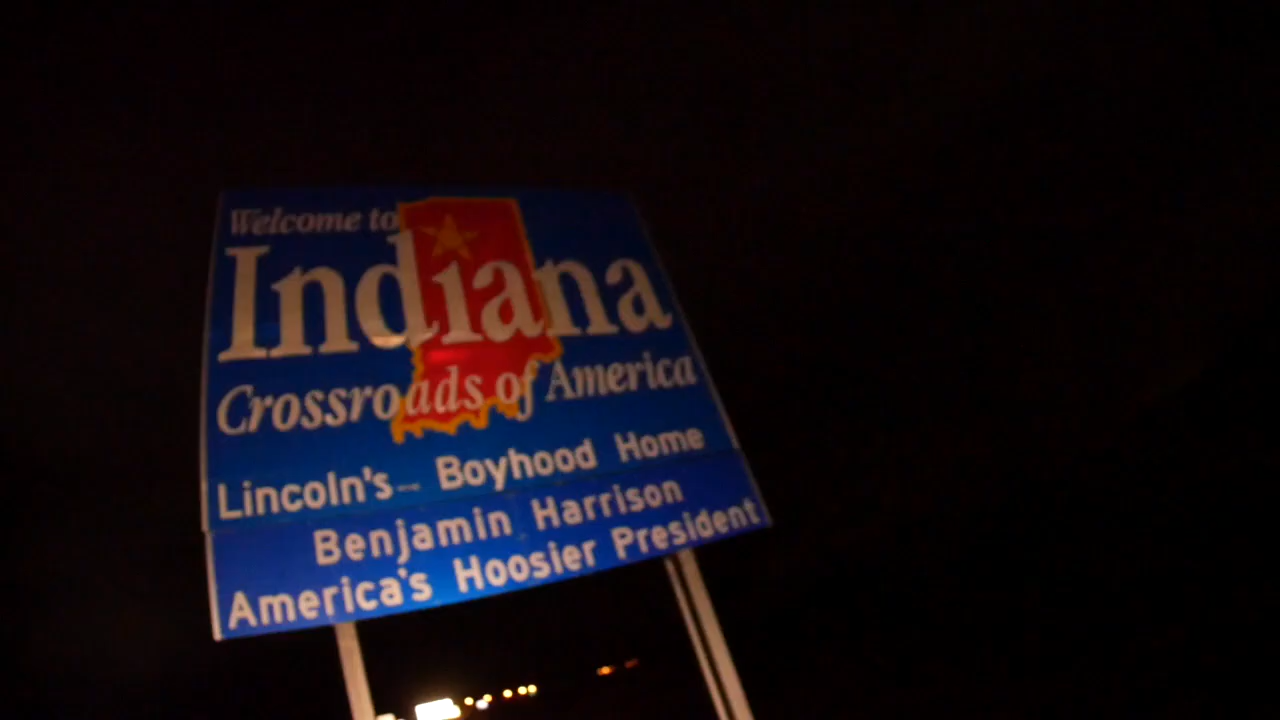 Welcome to
Indiana
Crossroads of America
Lincoln's Boyhood Home
Benjamin Harrison
America's Hoosier President